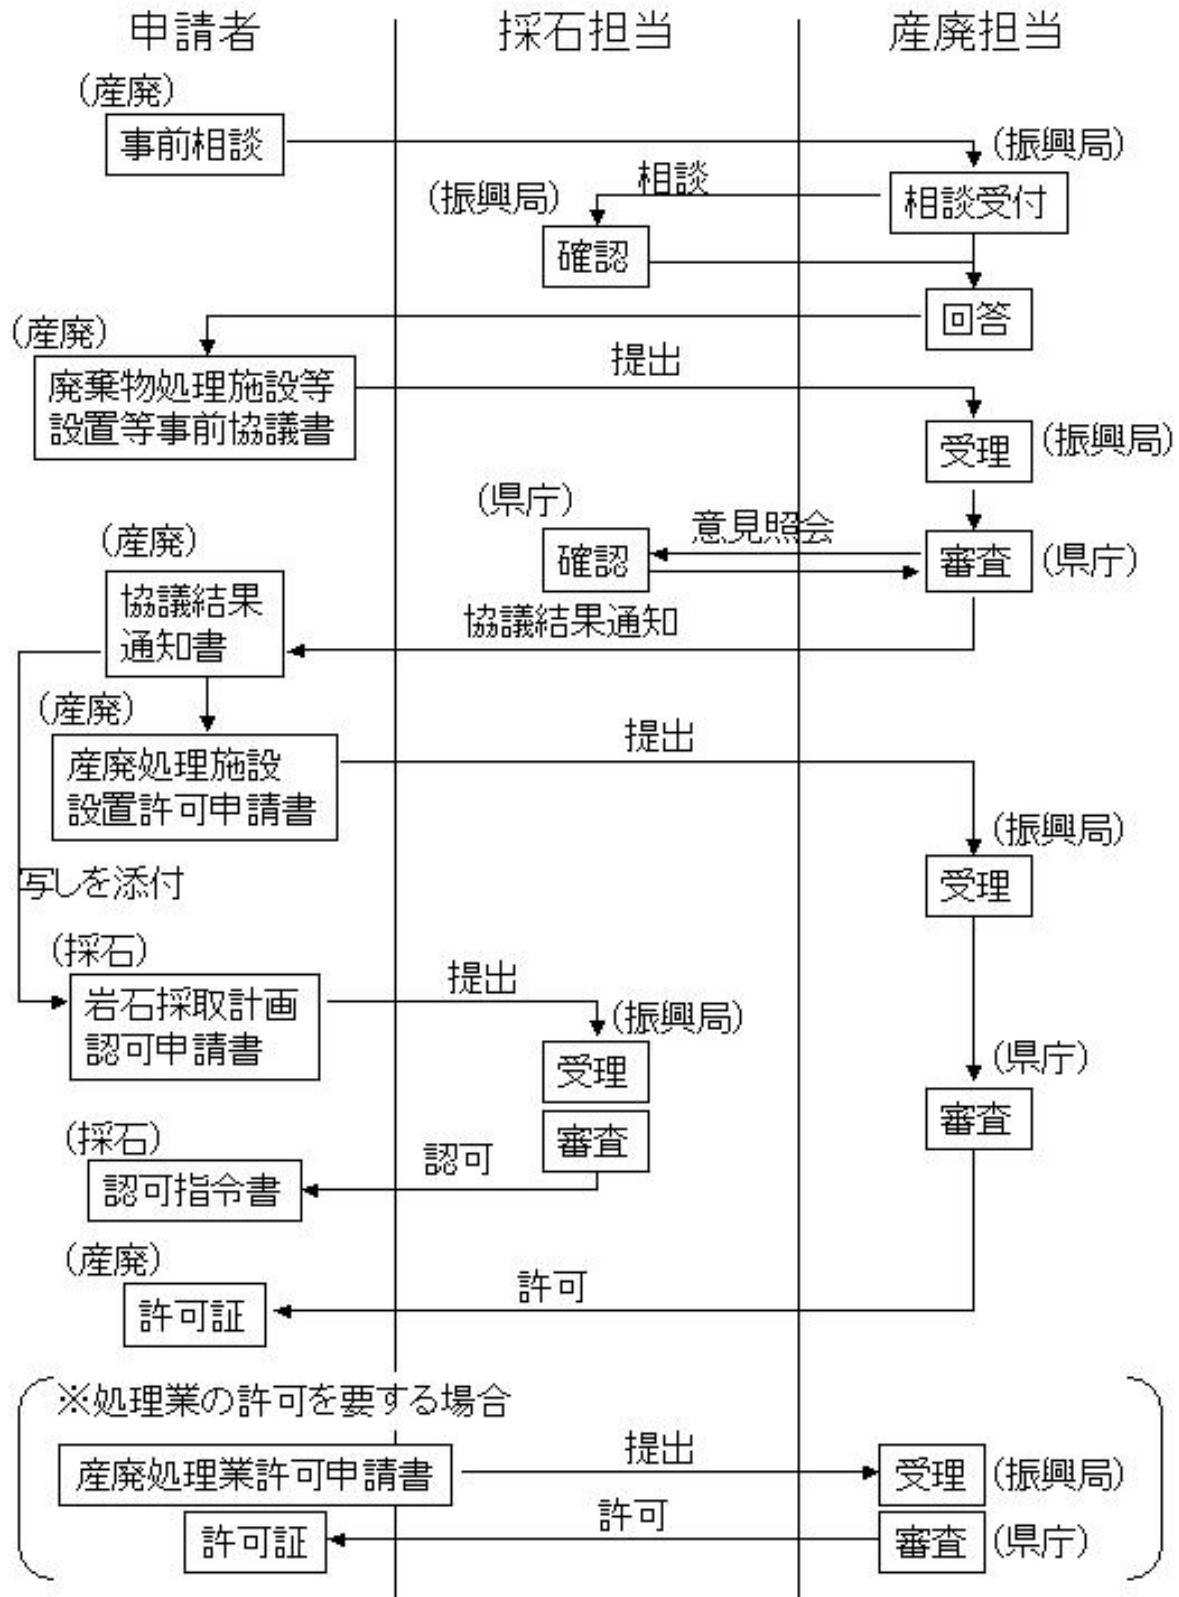 申請者
採石担当
産廃担当
(産廃)
事前相談
(振興局)
相談
(振興局)
相談受付
確認
回答
(産廃)
提出
廃棄物処理施設等
設置等事前協議書
(振興局)
受理
(県庁)
意見照会
(産廃)
確認
審査
(県庁)
協議結果
通知書
協議結果通知
(産廃)
提出
産廃処理施設
設置許可申請書
(振興局)
写しを添付
受理
(採石)
提出
岩石採取計画
認可申請書
(振興局)
受理
(県庁)
審査
審査
(採石)
認可
認可指令書
(産廃)
許可
許可証
※処理業の許可を要する場合
提出
産廃処理業許可申請書
受理
(振興局)
許可
許可証
審査
(県庁)